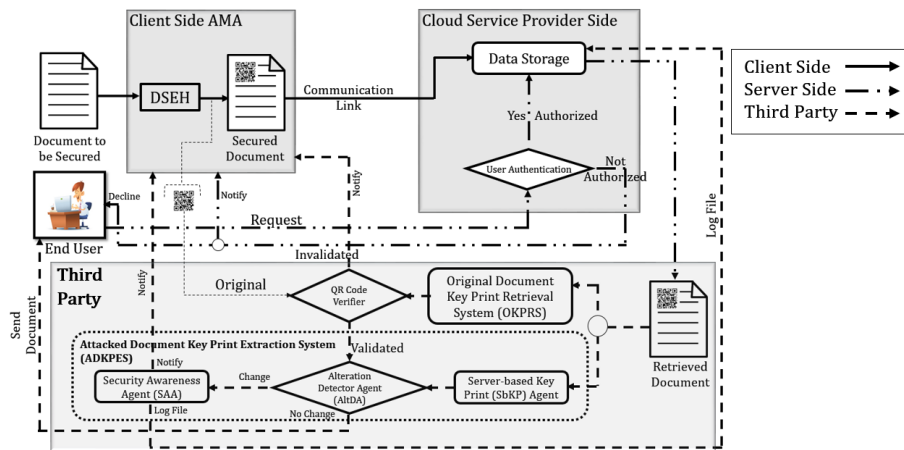 Client Side AMA
Cloud Service Provider Side
DSEH
Data Storage
Communication
Link
Client Side
Server Side
Third Party
Document to
be Secured
Secured
Document
Yes
Authorized
User Authentication
Not
Authorized
Decline
Notify
Notify
Request
End User
Log File
Invalidated
Third
Party
Notify
Original
QR Code
Verifier
Original Document
Key Print Retrieval
System (OKPRS)
Send
Document
Validated
Attacked Document Key Print Extraction System
(ADKPES)
Notify
Security Awareness
Agent (SAA)
Change
Alteration
Detector Agent
(AltDA)
Server-based Key
Print (SbKP) Agent
Retrieved
Document
Log File
No Change